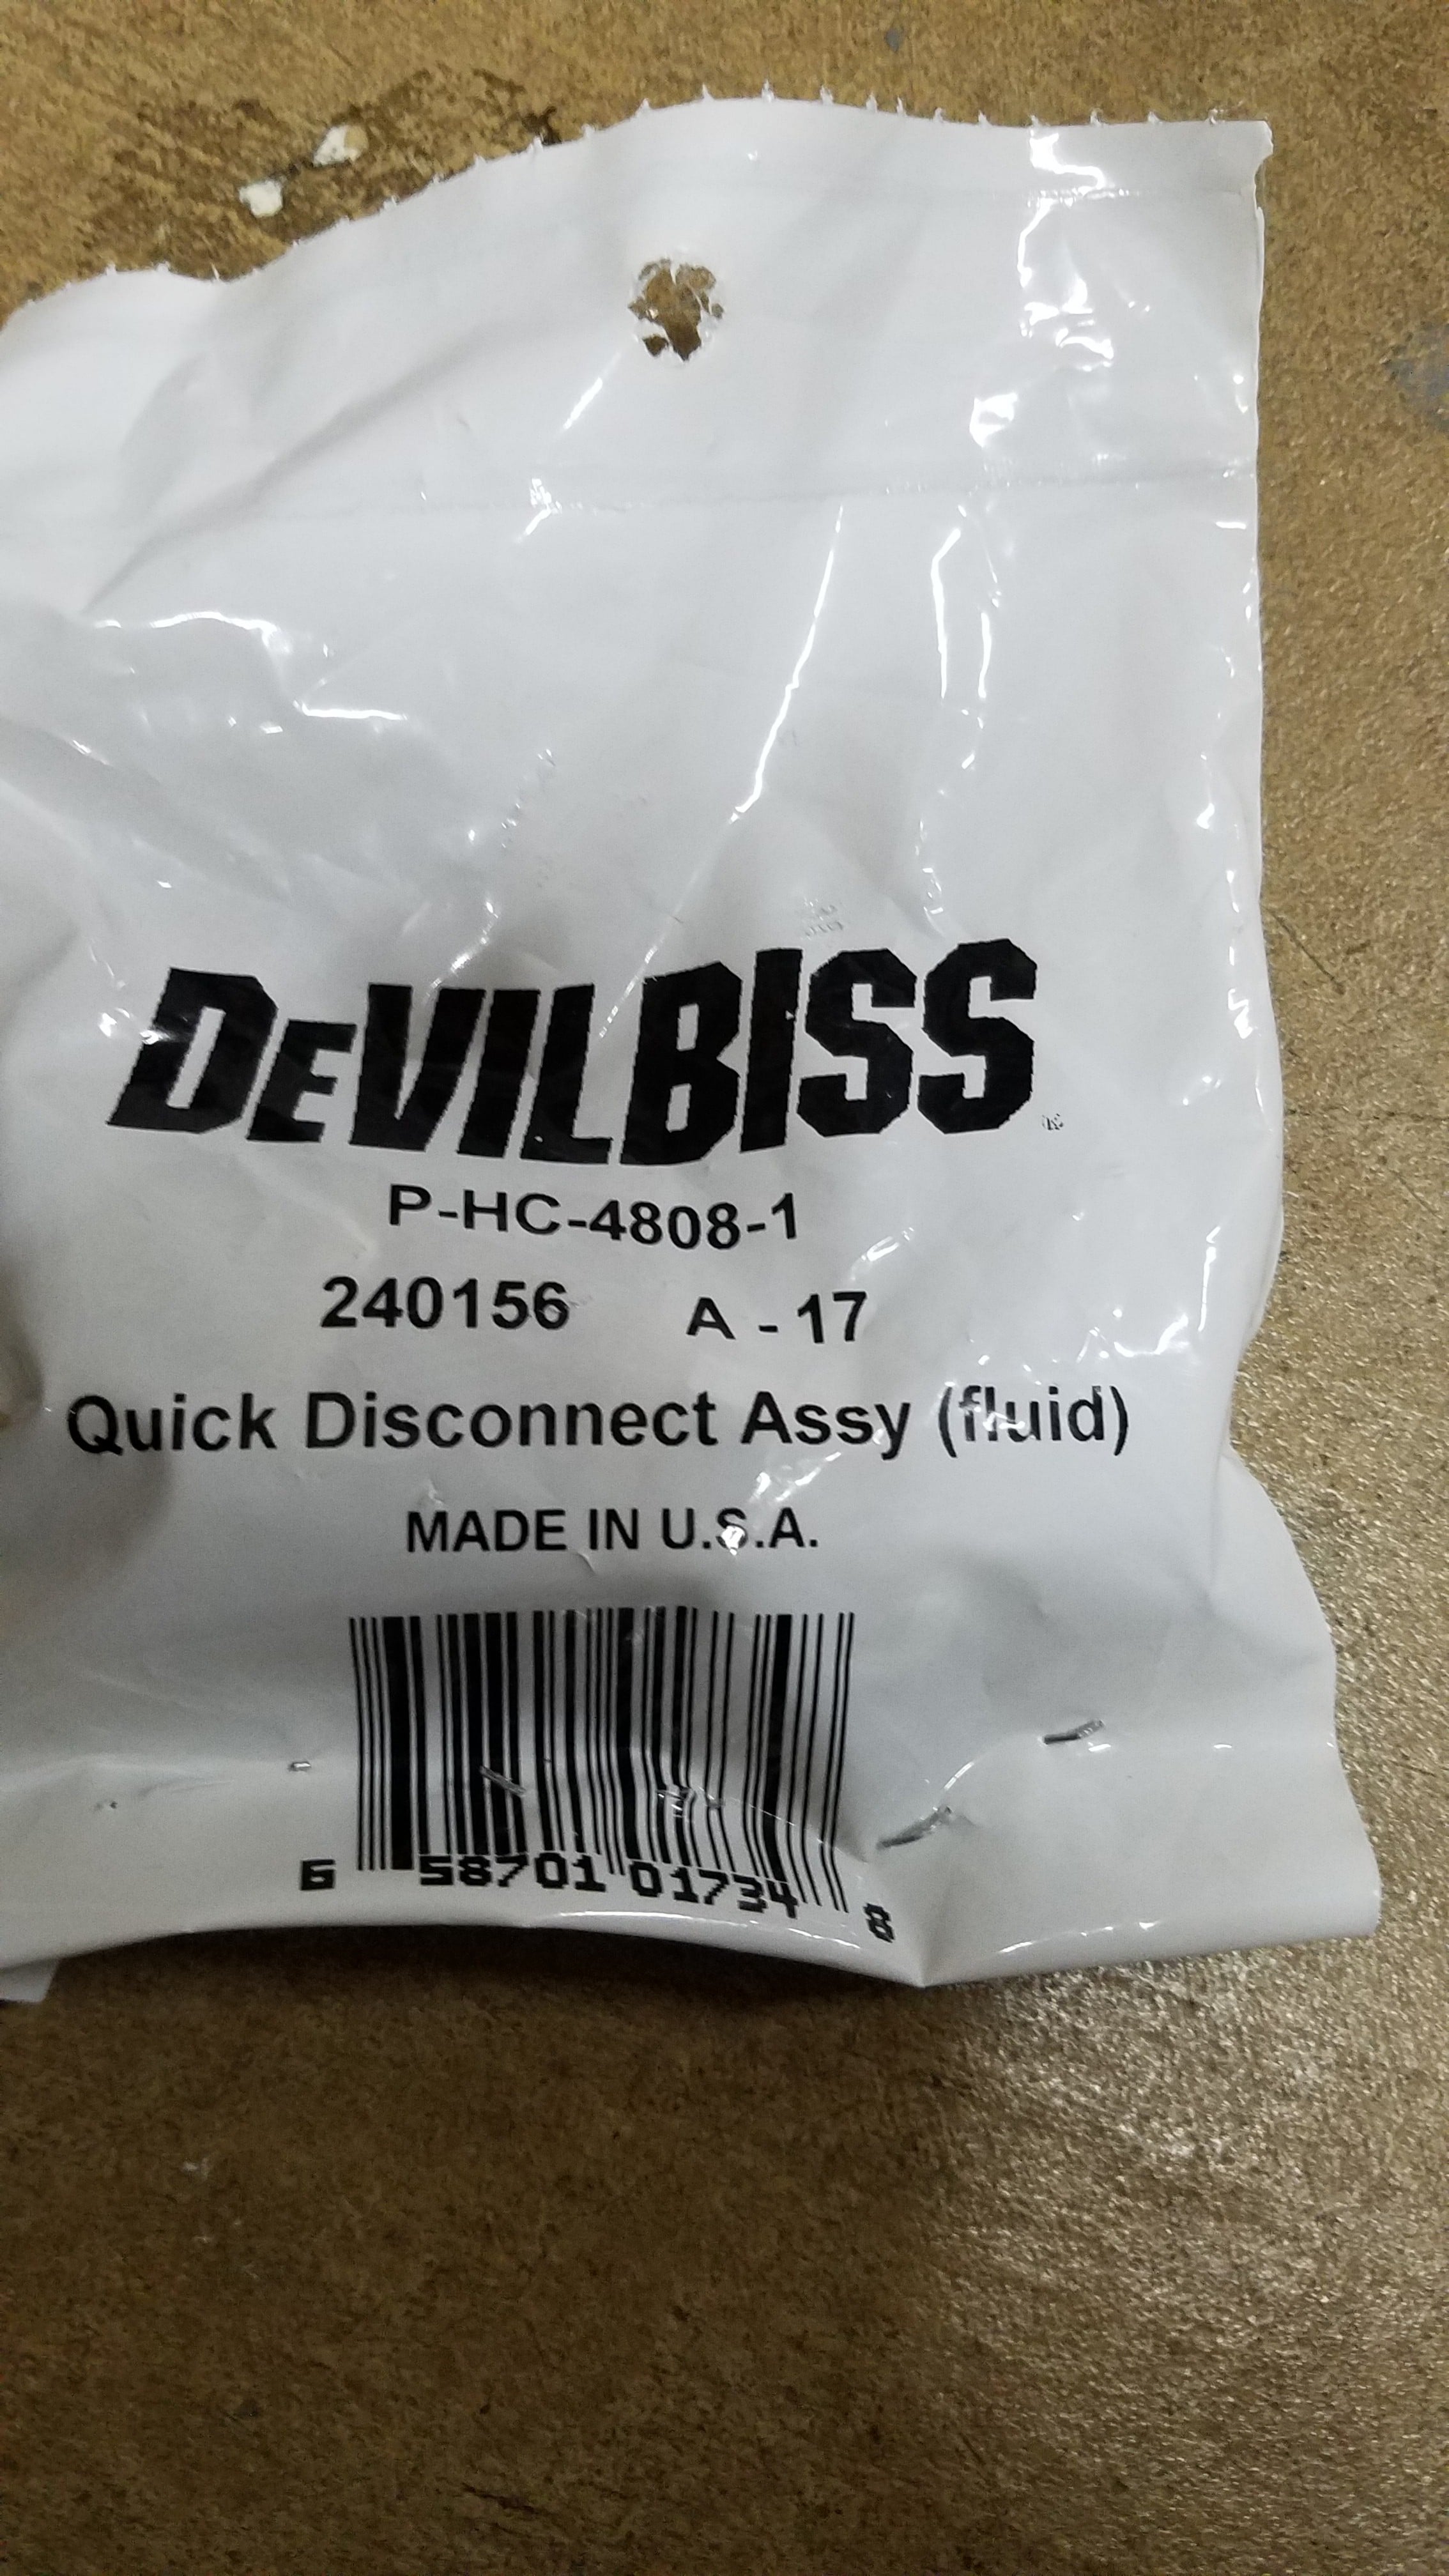 DEVILBISS
P-HC-4808-1
240156 A - 17
Quick Disconnect Assy (fluid)
MADE IN U.S.A.
6 58701 01734 8